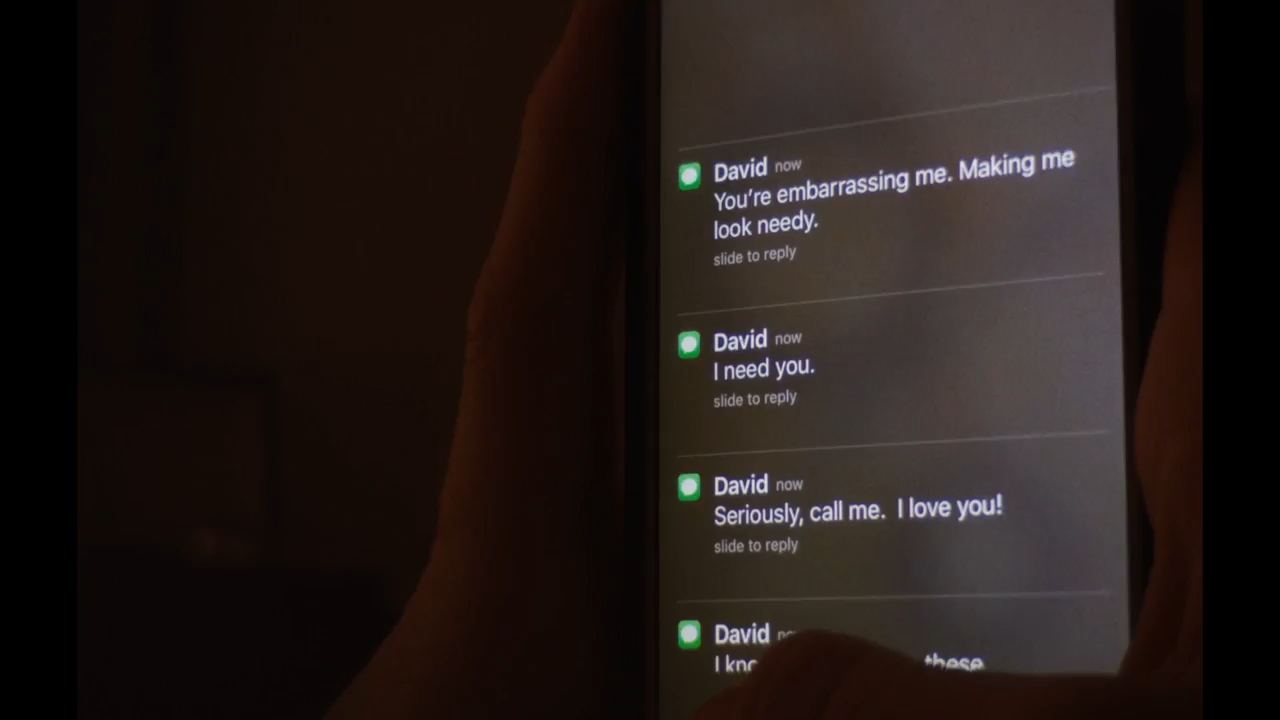 David now
You're embarrassing me. Making me
look needy.
slide to reply
David now
I need you.
slide to reply
David now
Seriously, call me. I love you!
slide to reply
David
I these